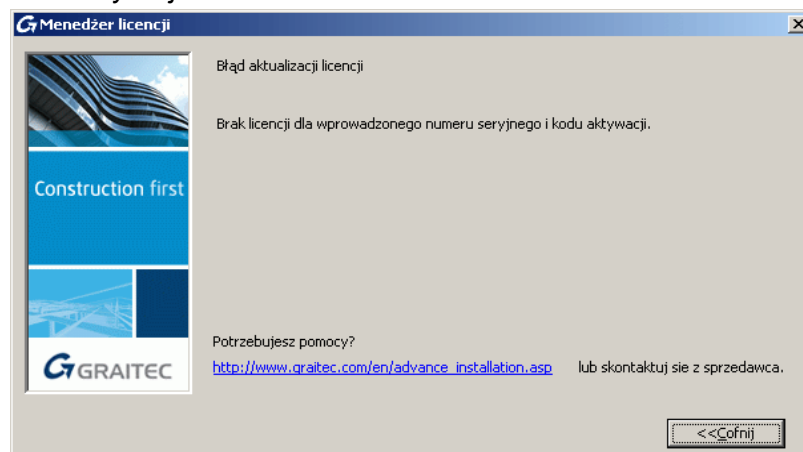 Menedżer licencji
Błąd aktualizacji licencji
Brak licencji dla wprowadzonego numeru seryjnego i kodu aktywacji.
Construction first
Potrzebujesz pomocy?
http://www.graitec.com/en/advance_installation.asp lub skontaktuj sie z sprzedawca.
GRAITEC
<<Cofnij